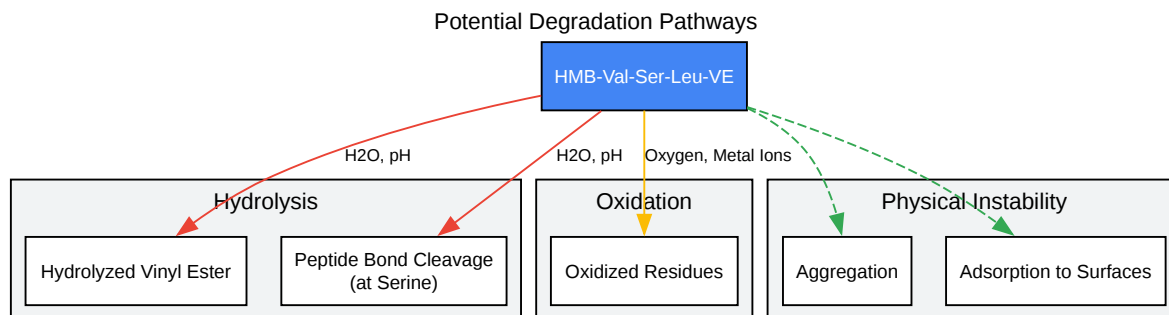 Potential Degradation Pathways
HMB-Val-Ser-Leu-VE
H2O, pH
H2O, pH
Oxygen, Metal Ions
Hydrolysis
Oxidation
Physical Instability
Hydrolyzed Vinyl Ester
Peptide Bond Cleavage
(at Serine)
Oxidized Residues
Aggregation
Adsorption to Surfaces